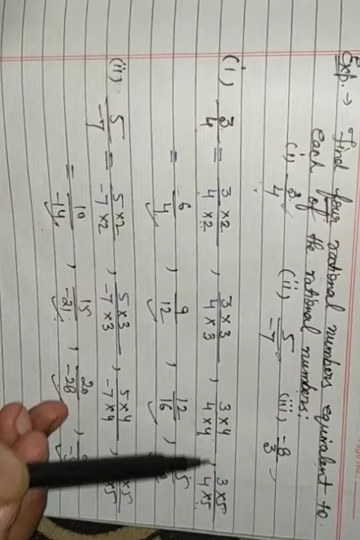 Exp. → Find four rational numbers equivalent to
each of the rational numbers:
(i) 3/4 (ii) 5/-7 (iii) -8/3
(i) 3/4 = 3×2/4×2 , 3×3/4×3 , 3×4/4×4 , 3×5/4×5
= 6/4 , 9/12 , 12/16 ,
(ii) 5/-7 = 5×2/-7×2 , 5×3/-7×3 , 5×4/-7×4 ,
= 10/-14 , 15/-21 , 20/-28 ,